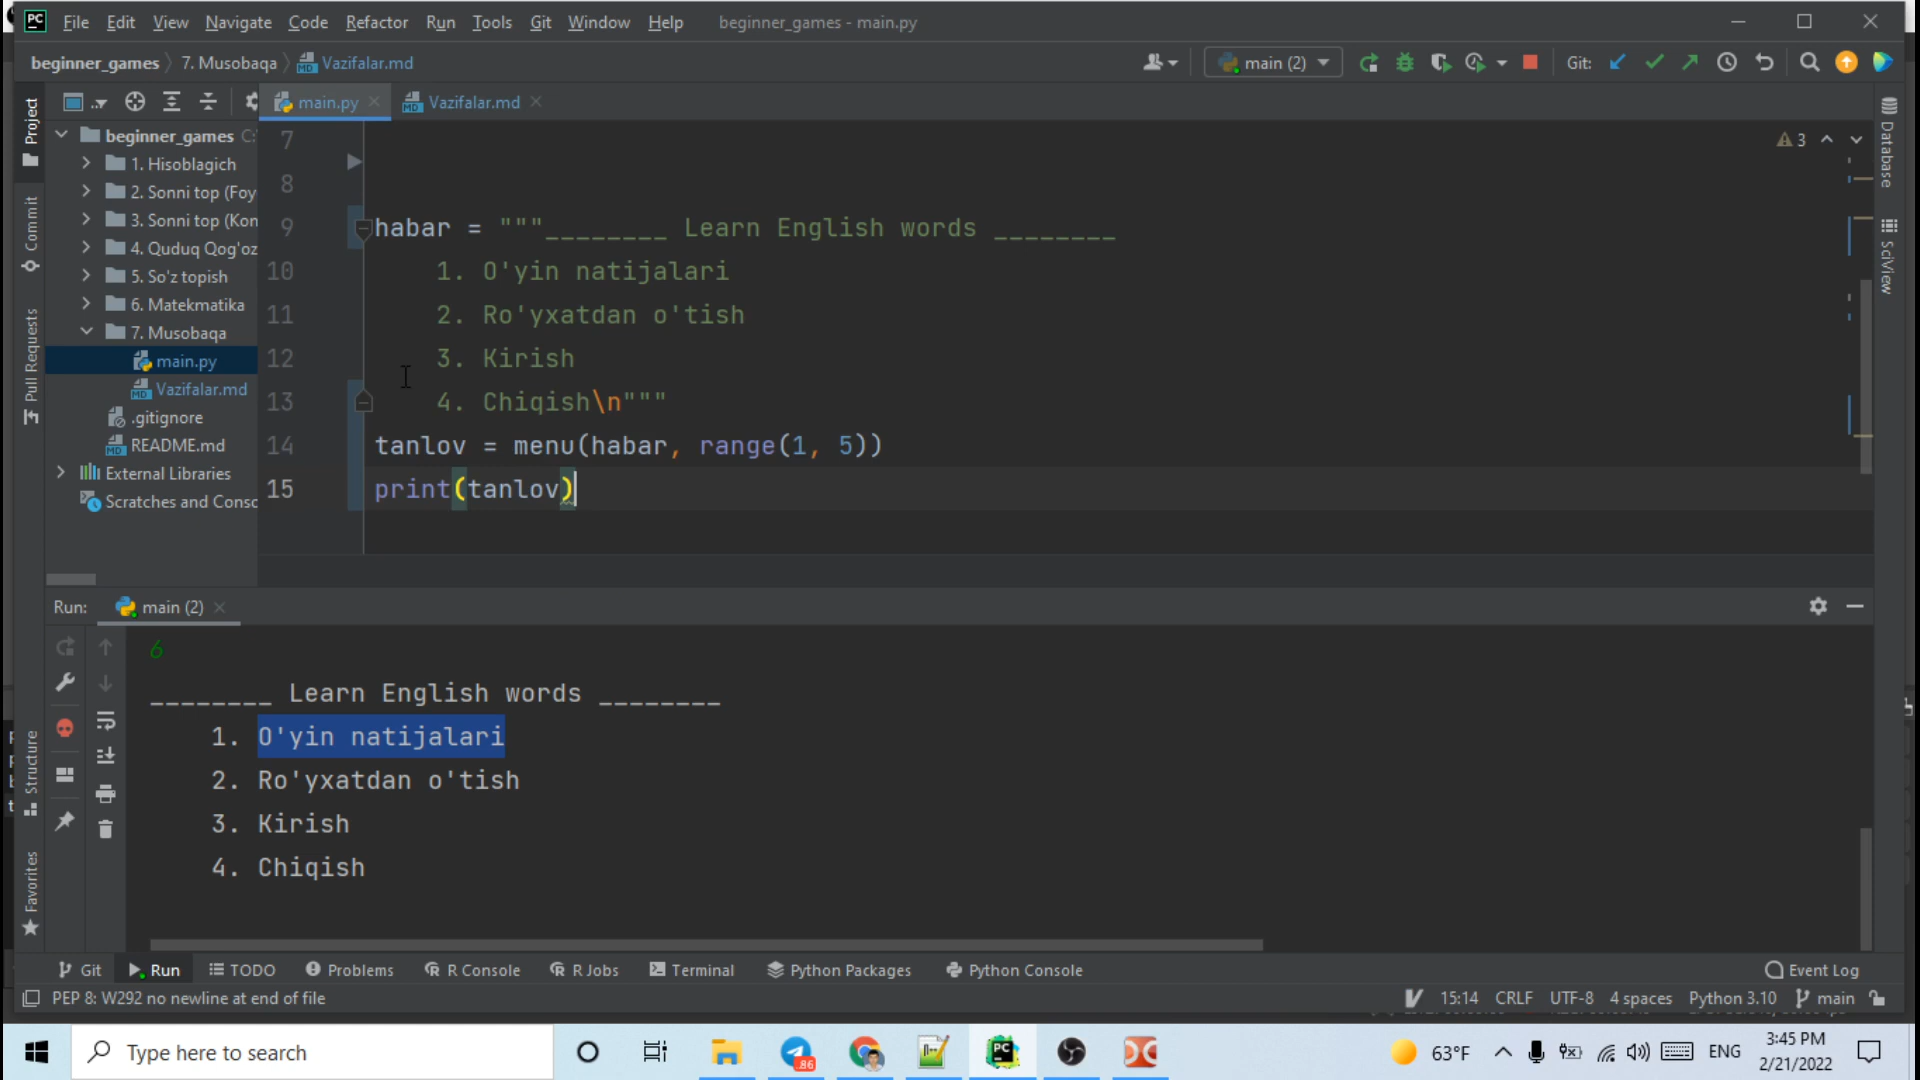 File Edit View Navigate Code Refactor Run Tools Git Window Help beginner_games - main.py
beginner_games 7. Musobaqa Vazifalar.md main (2) Git:
main.py Vazifalar.md
Project
Commit
Pull Requests
Structure
Favorites
Database
SciView
beginner_games C:
1. Hisoblagich
2. Sonni top (Foy
3. Sonni top (Kon
4. Quduq Qog'oz
5. So'z topish
6. Matekmatika
7. Musobaqa
main.py
Vazifalar.md
.gitignore
README.md
External Libraries
Scratches and Consc
3
7
8
9 habar = """________ Learn English words ________
10 1. O'yin natijalari
11 2. Ro'yxatdan o'tish
12 3. Kirish
13 4. Chiqish\n"""
14 tanlov = menu(habar, range(1, 5))
15 print(tanlov)
Run: main (2)
6
________ Learn English words ________
1. O'yin natijalari
2. Ro'yxatdan o'tish
3. Kirish
4. Chiqish
Git Run TODO Problems R Console R Jobs Terminal Python Packages Python Console Event Log
PEP 8: W292 no newline at end of file 15:14 CRLF UTF-8 4 spaces Python 3.10 main
Type here to search 86 63°F ENG 3:45 PM
2/21/2022